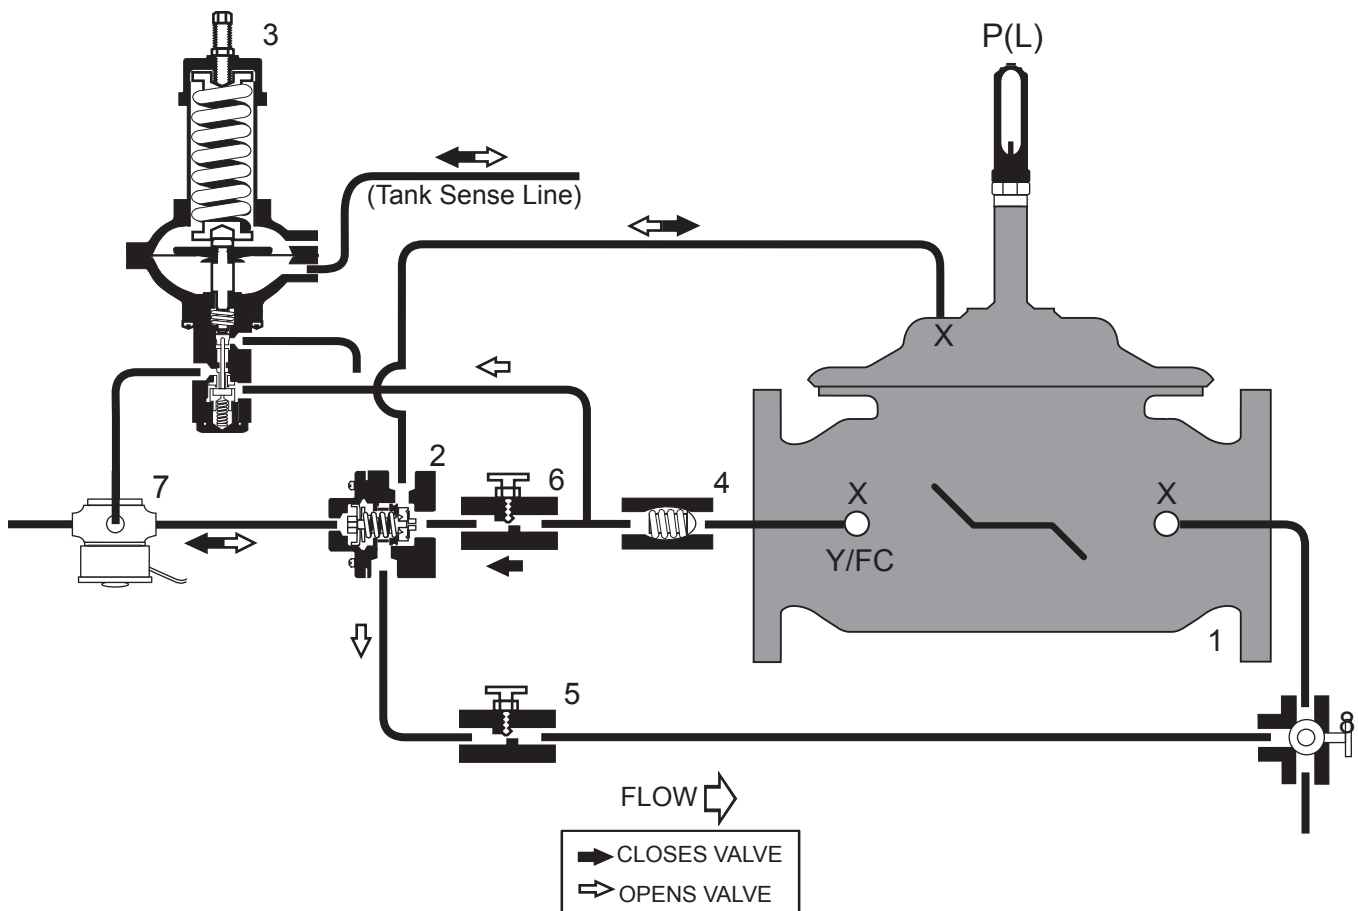 3
P(L)
(Tank Sense Line)
X
2
6
4
7
X
X
Y/FC
1
5
8
FLOW
CLOSES VALVE
OPENS VALVE